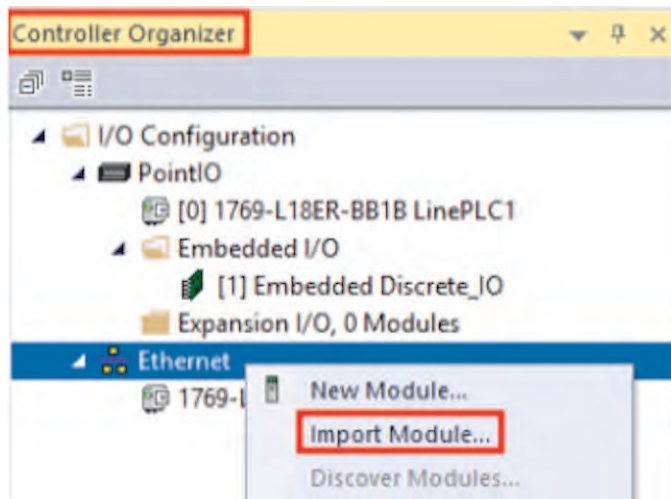 Controller Organizer
I/O Configuration
PointIO
[0] 1769-L18ER-BB1B LinePLC1
Embedded I/O
[1] Embedded Discrete_IO
Expansion I/O, 0 Modules
Ethernet
1769-L
New Module...
Import Module...
Discover Modules...